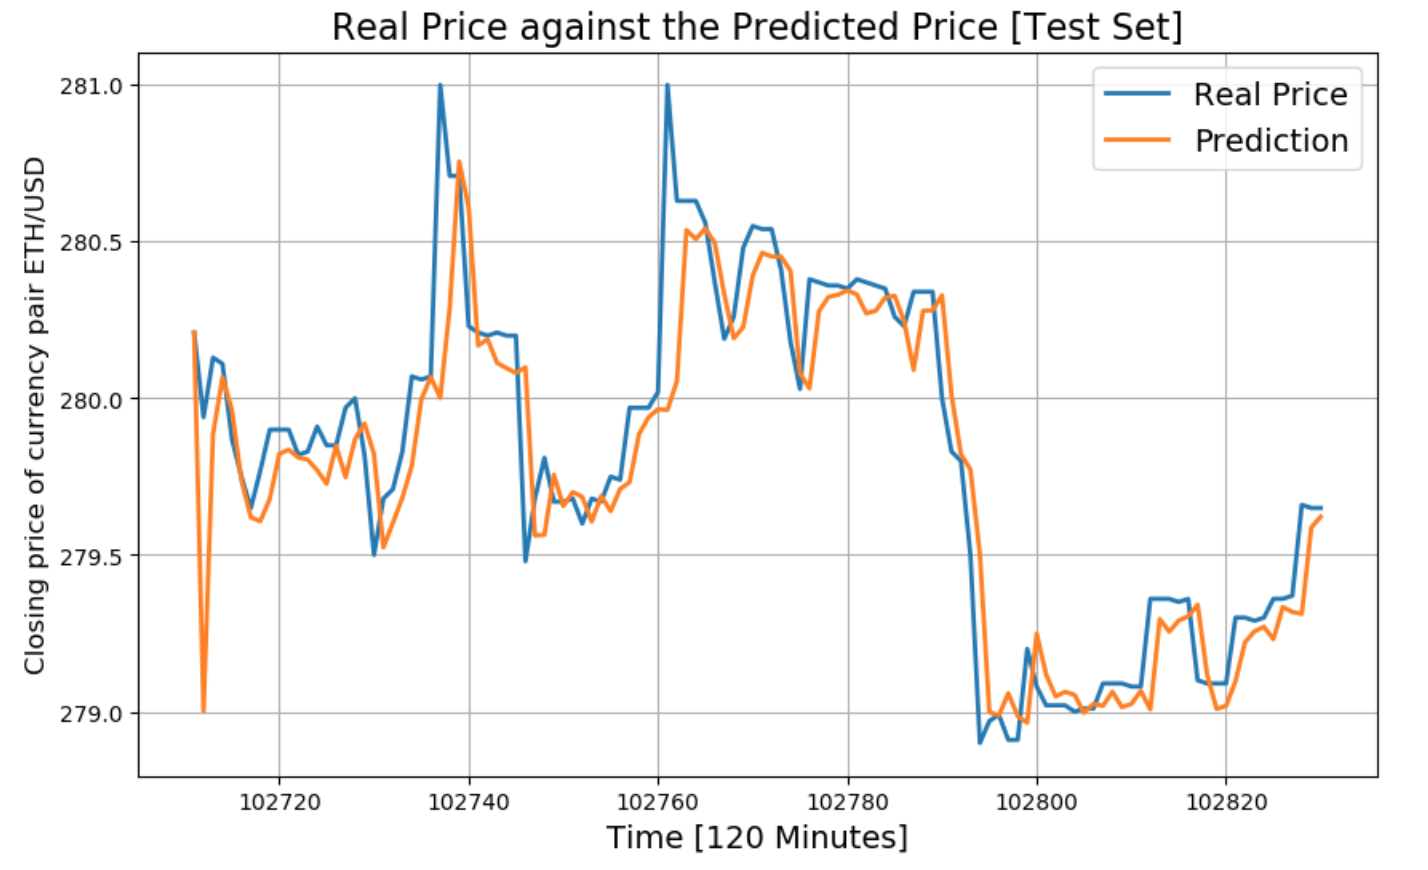 Real Price against the Predicted Price [Test Set]
Real Price
Prediction
Closing price of currency pair ETH/USD
281.0
280.5
280.0
279.5
279.0
102720 102740 102760 102780 102800 102820
Time [120 Minutes]